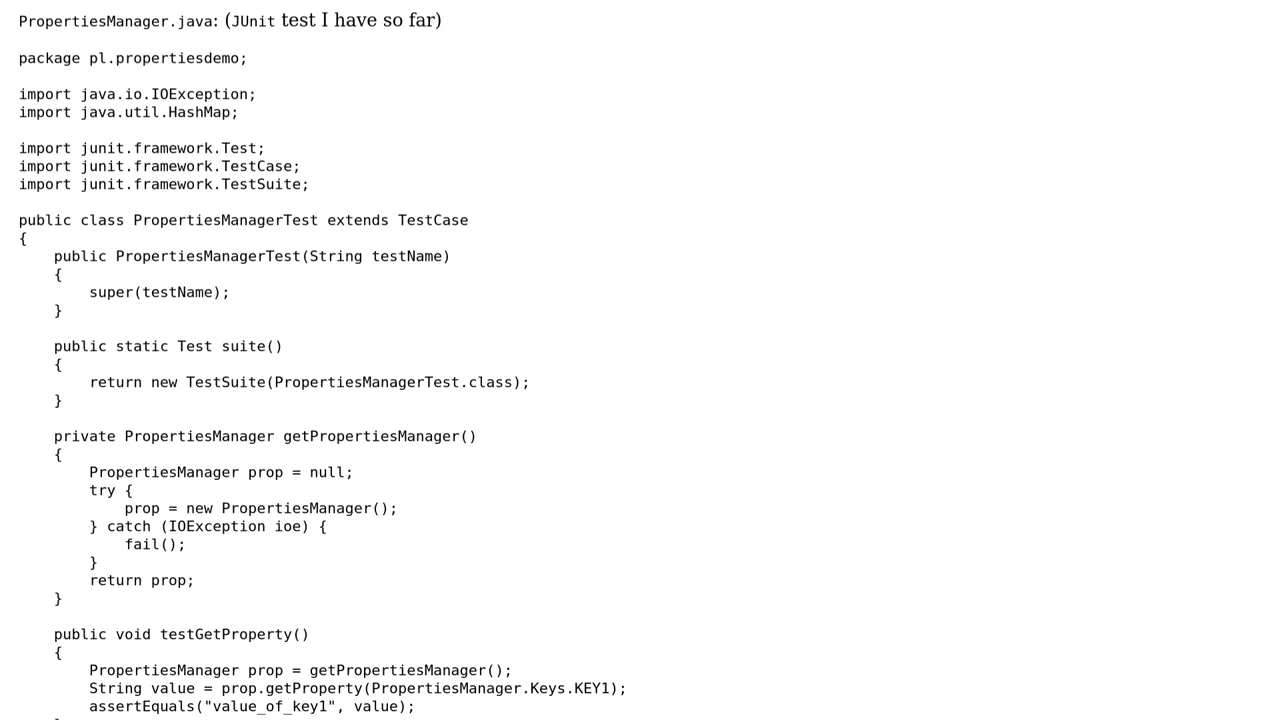 PropertiesManager.java: (JUnit test I have so far)
package pl.propertiesdemo;
import java.io.IOException;
import java.util.HashMap;
import junit.framework.Test;
import junit.framework.TestCase;
import junit.framework.TestSuite;
public class PropertiesManagerTest extends TestCase
{
    public PropertiesManagerTest(String testName)
    {
        super(testName);
    }
    public static Test suite()
    {
        return new TestSuite(PropertiesManagerTest.class);
    }
    private PropertiesManager getPropertiesManager()
    {
        PropertiesManager prop = null;
        try {
            prop = new PropertiesManager();
        } catch (IOException ioe) {
            fail();
        }
        return prop;
    }
    public void testGetProperty()
    {
        PropertiesManager prop = getPropertiesManager();
        String value = prop.getProperty(PropertiesManager.Keys.KEY1);
        assertEquals("value_of_key1", value);